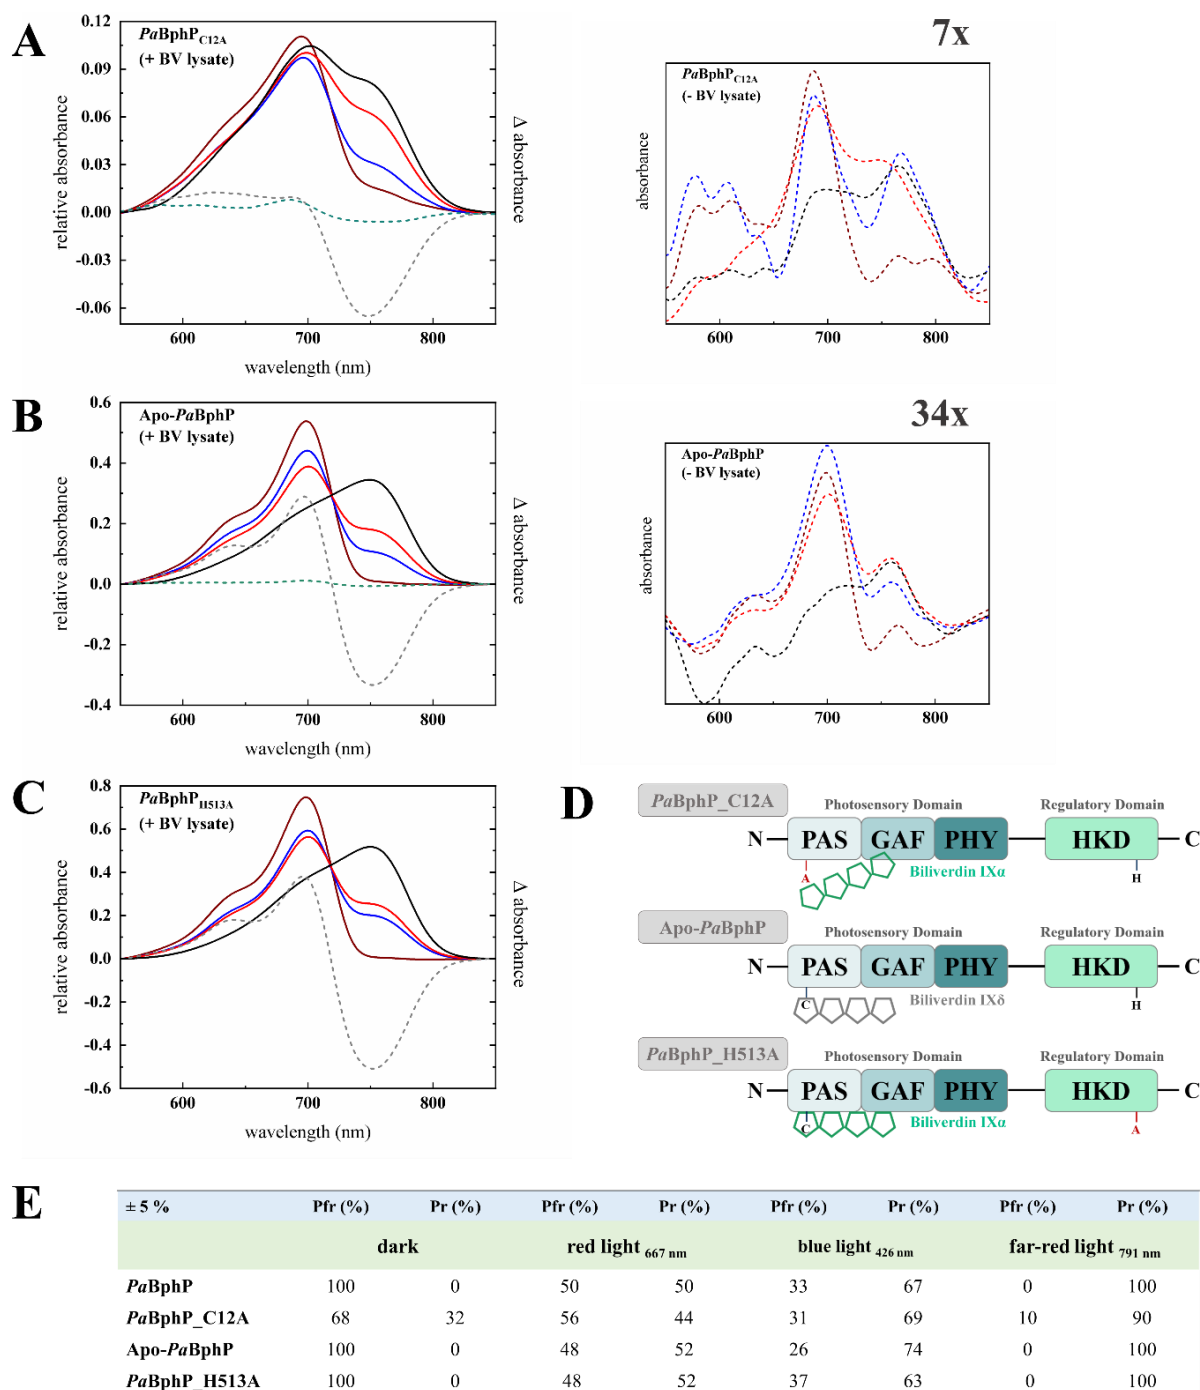 A
PaBphP_C12A
(+ BV lysate)
relative absorbance
Δ absorbance
0.12
0.09
0.06
0.03
0.00
-0.03
-0.06
600 700 800
wavelength (nm)
7x
PaBphP_C12A
(- BV lysate)
absorbance
600 700 800
B
Apo-PaBphP
(+ BV lysate)
relative absorbance
Δ absorbance
0.6
0.4
0.2
0.0
-0.2
-0.4
600 700 800
wavelength (nm)
34x
Apo-PaBphP
(- BV lysate)
absorbance
600 700 800
C
PaBphP_H513A
(+ BV lysate)
relative absorbance
Δ absorbance
0.8
0.6
0.4
0.2
0.0
-0.2
-0.4
-0.6
600 700 800
wavelength (nm)
D
PaBphP_C12A
Photosensory Domain Regulatory Domain
N PAS GAF PHY HKD C
A Biliverdin IXα H
Apo-PaBphP
Photosensory Domain Regulatory Domain
N PAS GAF PHY HKD C
C Biliverdin IXδ H
PaBphP_H513A
Photosensory Domain Regulatory Domain
N PAS GAF PHY HKD C
C Biliverdin IXα A
E
± 5 % Pfr (%) Pr (%) Pfr (%) Pr (%) Pfr (%) Pr (%) Pfr (%) Pr (%)
dark red light 667 nm blue light 426 nm far-red light 791 nm
PaBphP 100 0 50 50 33 67 0 100
PaBphP_C12A 68 32 56 44 31 69 10 90
Apo-PaBphP 100 0 48 52 26 74 0 100
PaBphP_H513A 100 0 48 52 37 63 0 100